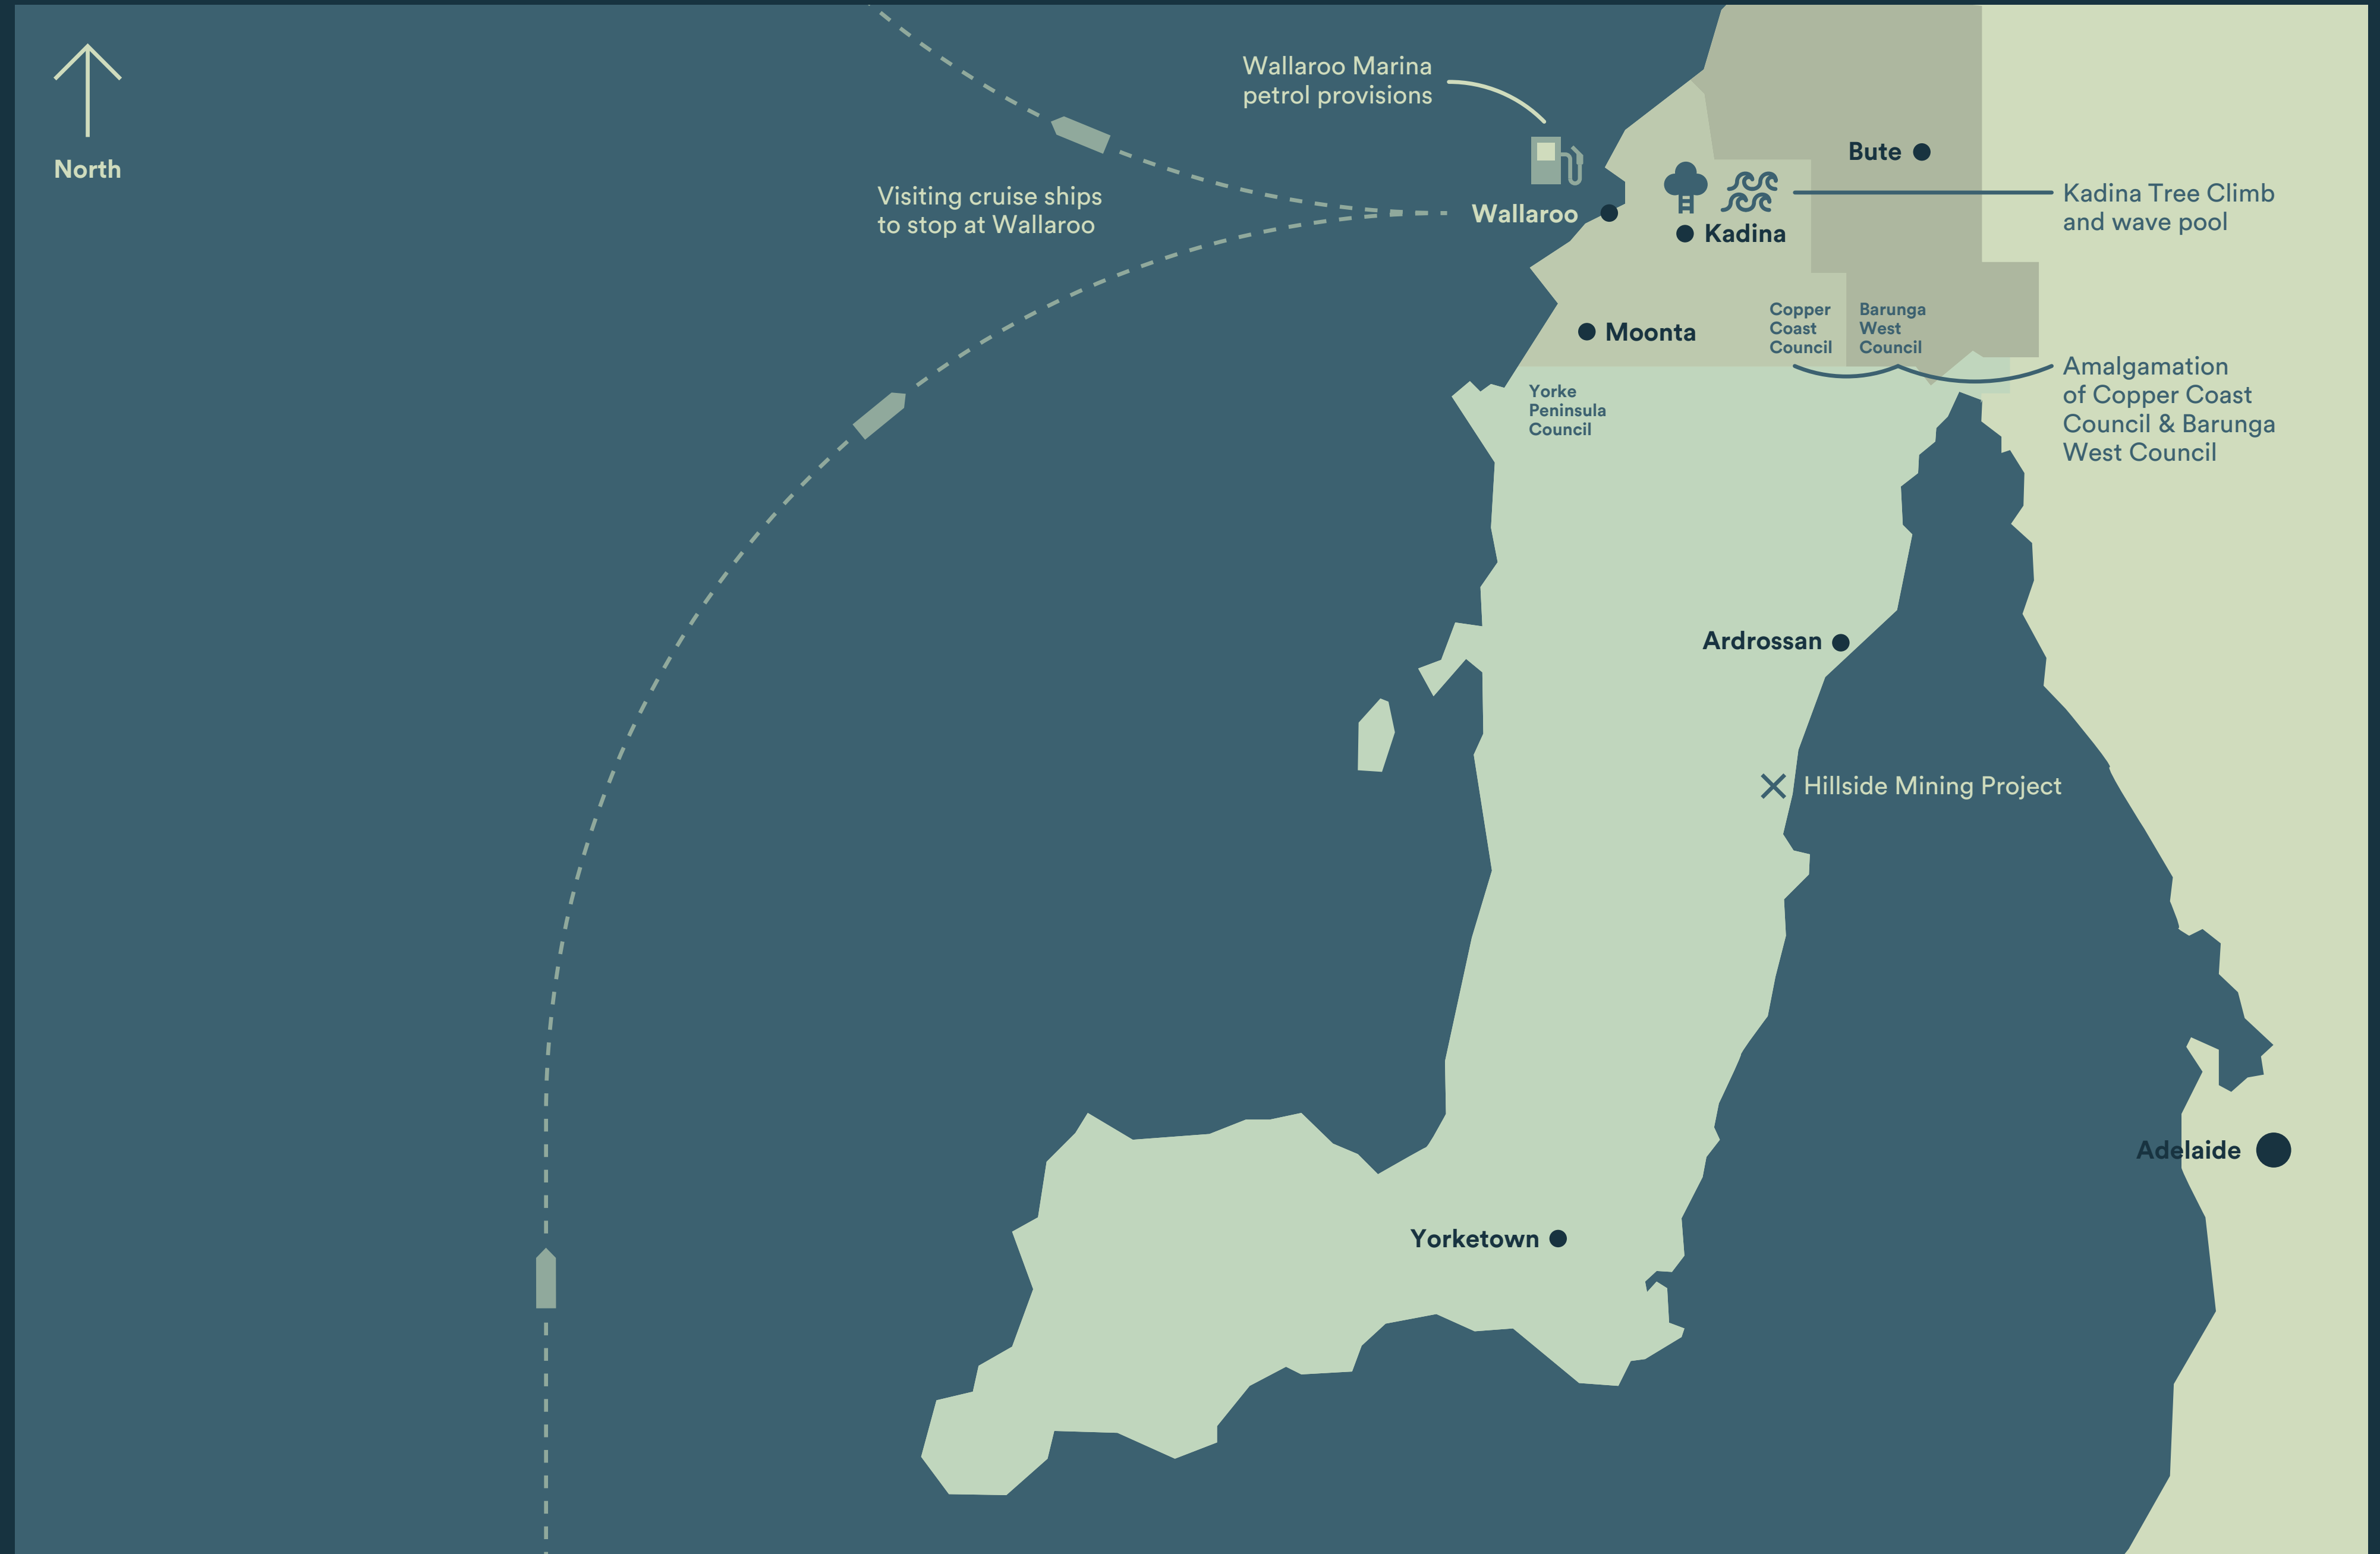 North
Wallaroo Marina
petrol provisions
Visiting cruise ships
to stop at Wallaroo
Wallaroo
Bute
Kadina
Kadina Tree Climb
and wave pool
Moonta
Copper
Coast
Council
Barunga
West
Council
Amalgamation
of Copper Coast
Council & Barunga
West Council
Yorke
Peninsula
Council
Ardrossan
Hillside Mining Project
Adelaide
Yorketown